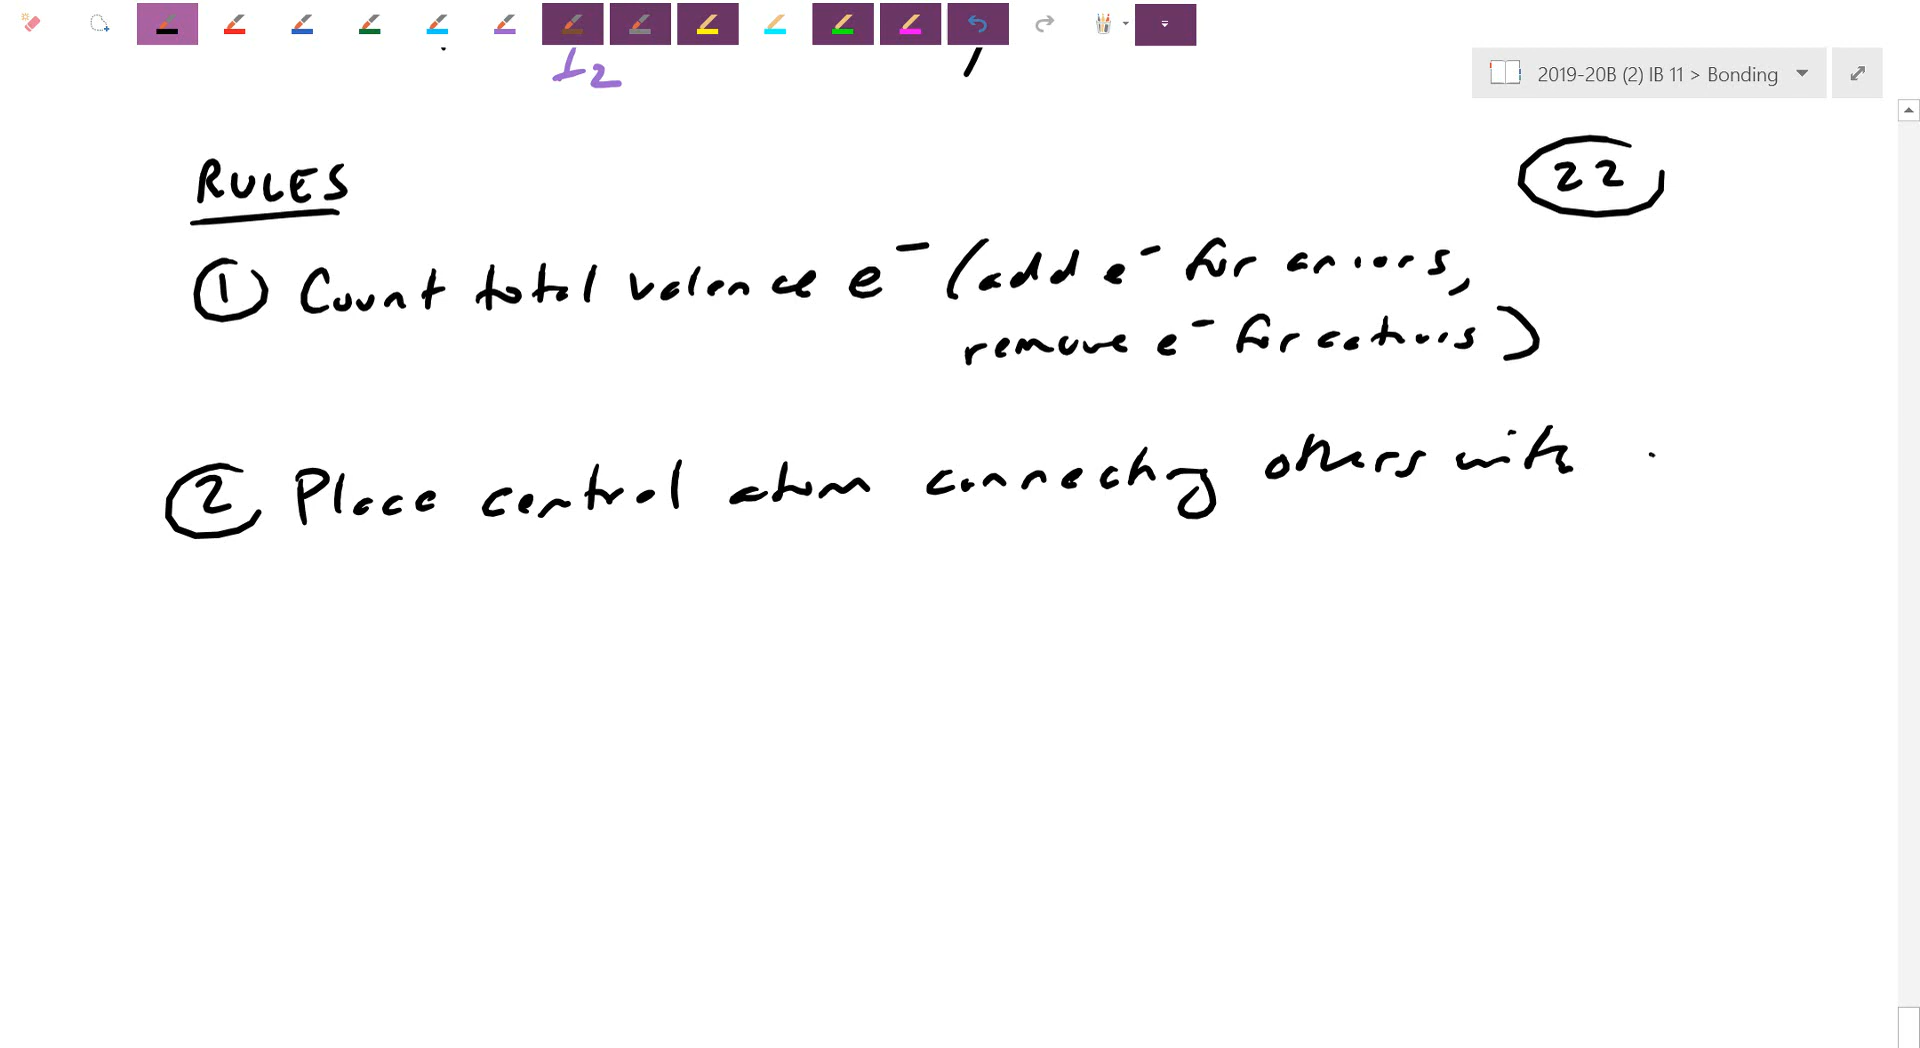 I2
2019-20B (2) IB 11 > Bonding
RULES
22
① Count total valence e⁻ (add e⁻ for anions,
remove e⁻ for cations)
② Place central atom connecting others with